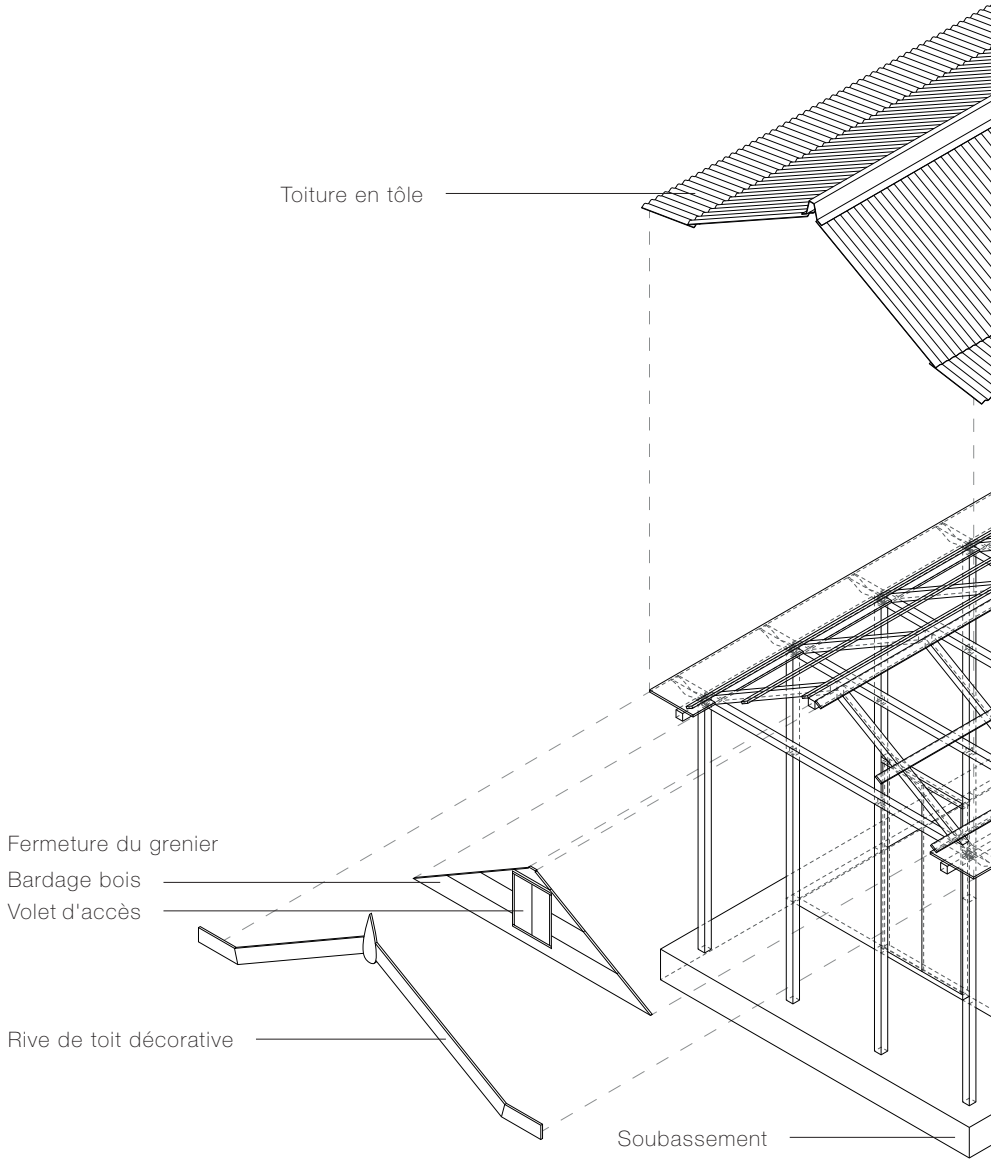 Toiture en tôle
Fermeture du grenier
Bardage bois
Volet d'accès
Rive de toit décorative
Soubassement